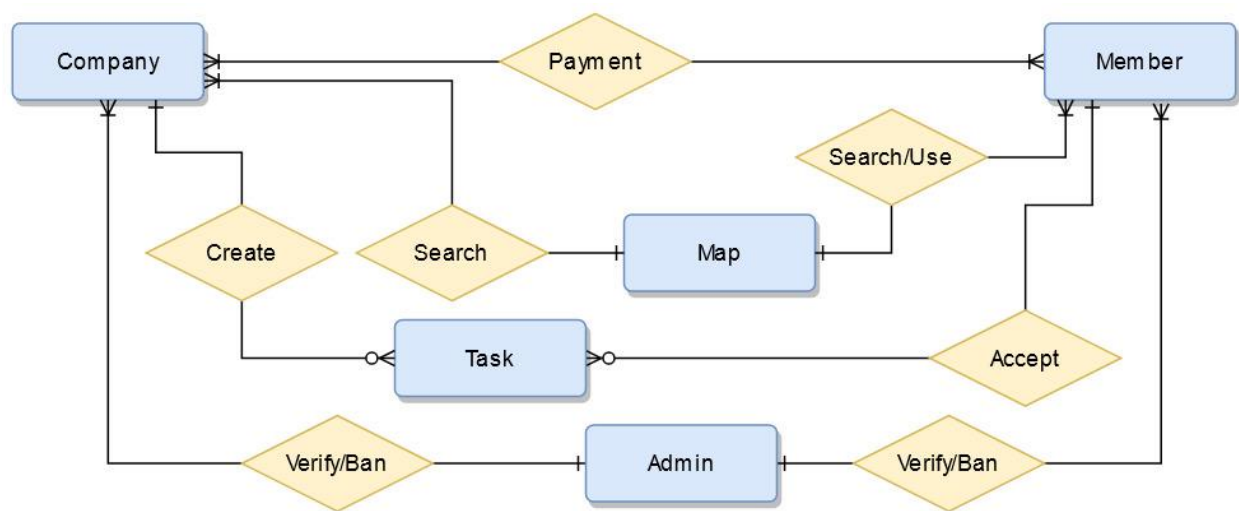 Company
Payment
Member
Search/Use
Create
Search
Map
Task
Accept
Verify/Ban
Admin
Verify/Ban